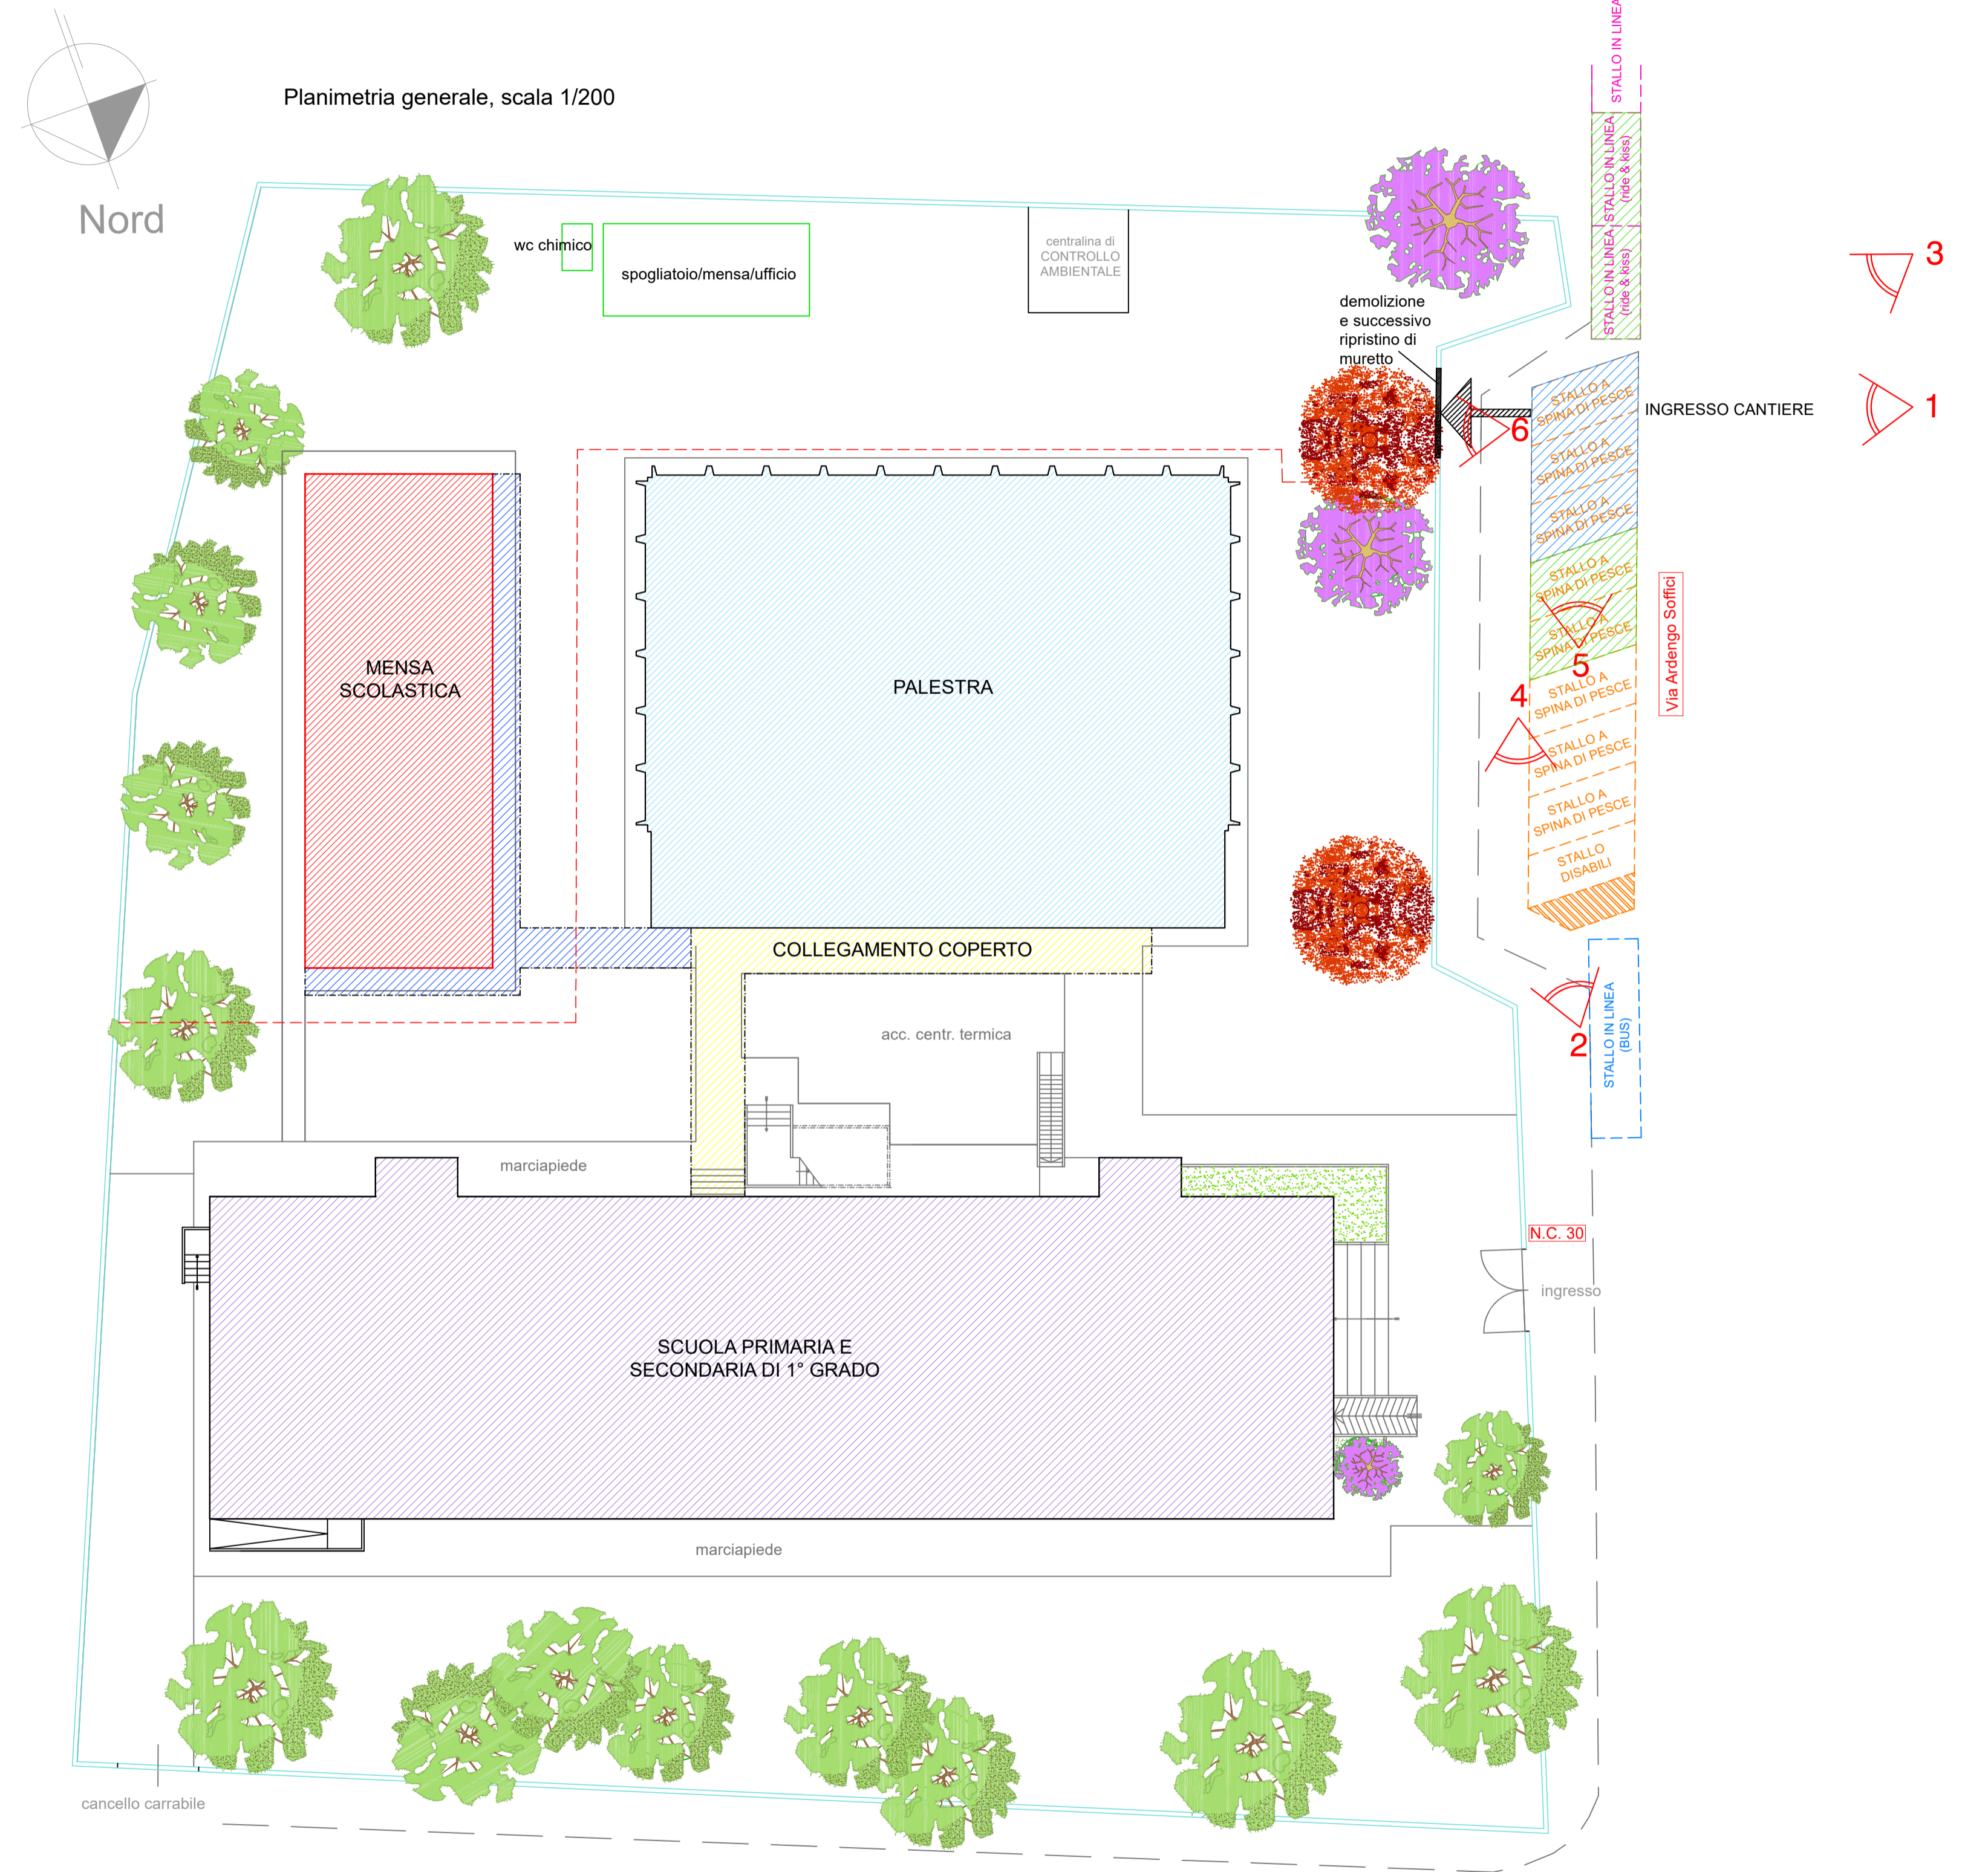 Planimetria generale, scala 1/200
Nord
wc chimico
spogliatoio/mensa/ufficio
centralina di
CONTROLLO
AMBIENTALE
demolizione
e successivo
ripristino di
muretto
STALLO IN LINEA
STALLO IN LINEA
(ride & kiss)
STALLO IN LINEA
(ride & kiss)
3
1
6
INGRESSO CANTIERE
STALLO A
SPINA DI PESCE
STALLO A
SPINA DI PESCE
STALLO A
SPINA DI PESCE
STALLO A
SPINA DI PESCE
STALLO A
SPINA DI PESCE
5
4
STALLO A
SPINA DI PESCE
STALLO A
SPINA DI PESCE
STALLO A
SPINA DI PESCE
STALLO
DISABILI
Via Ardengo Soffici
MENSA
SCOLASTICA
PALESTRA
COLLEGAMENTO COPERTO
acc. centr. termica
2
STALLO IN LINEA
(BUS)
marciapiede
N.C. 30
ingresso
SCUOLA PRIMARIA E
SECONDARIA DI 1° GRADO
marciapiede
cancello carrabile